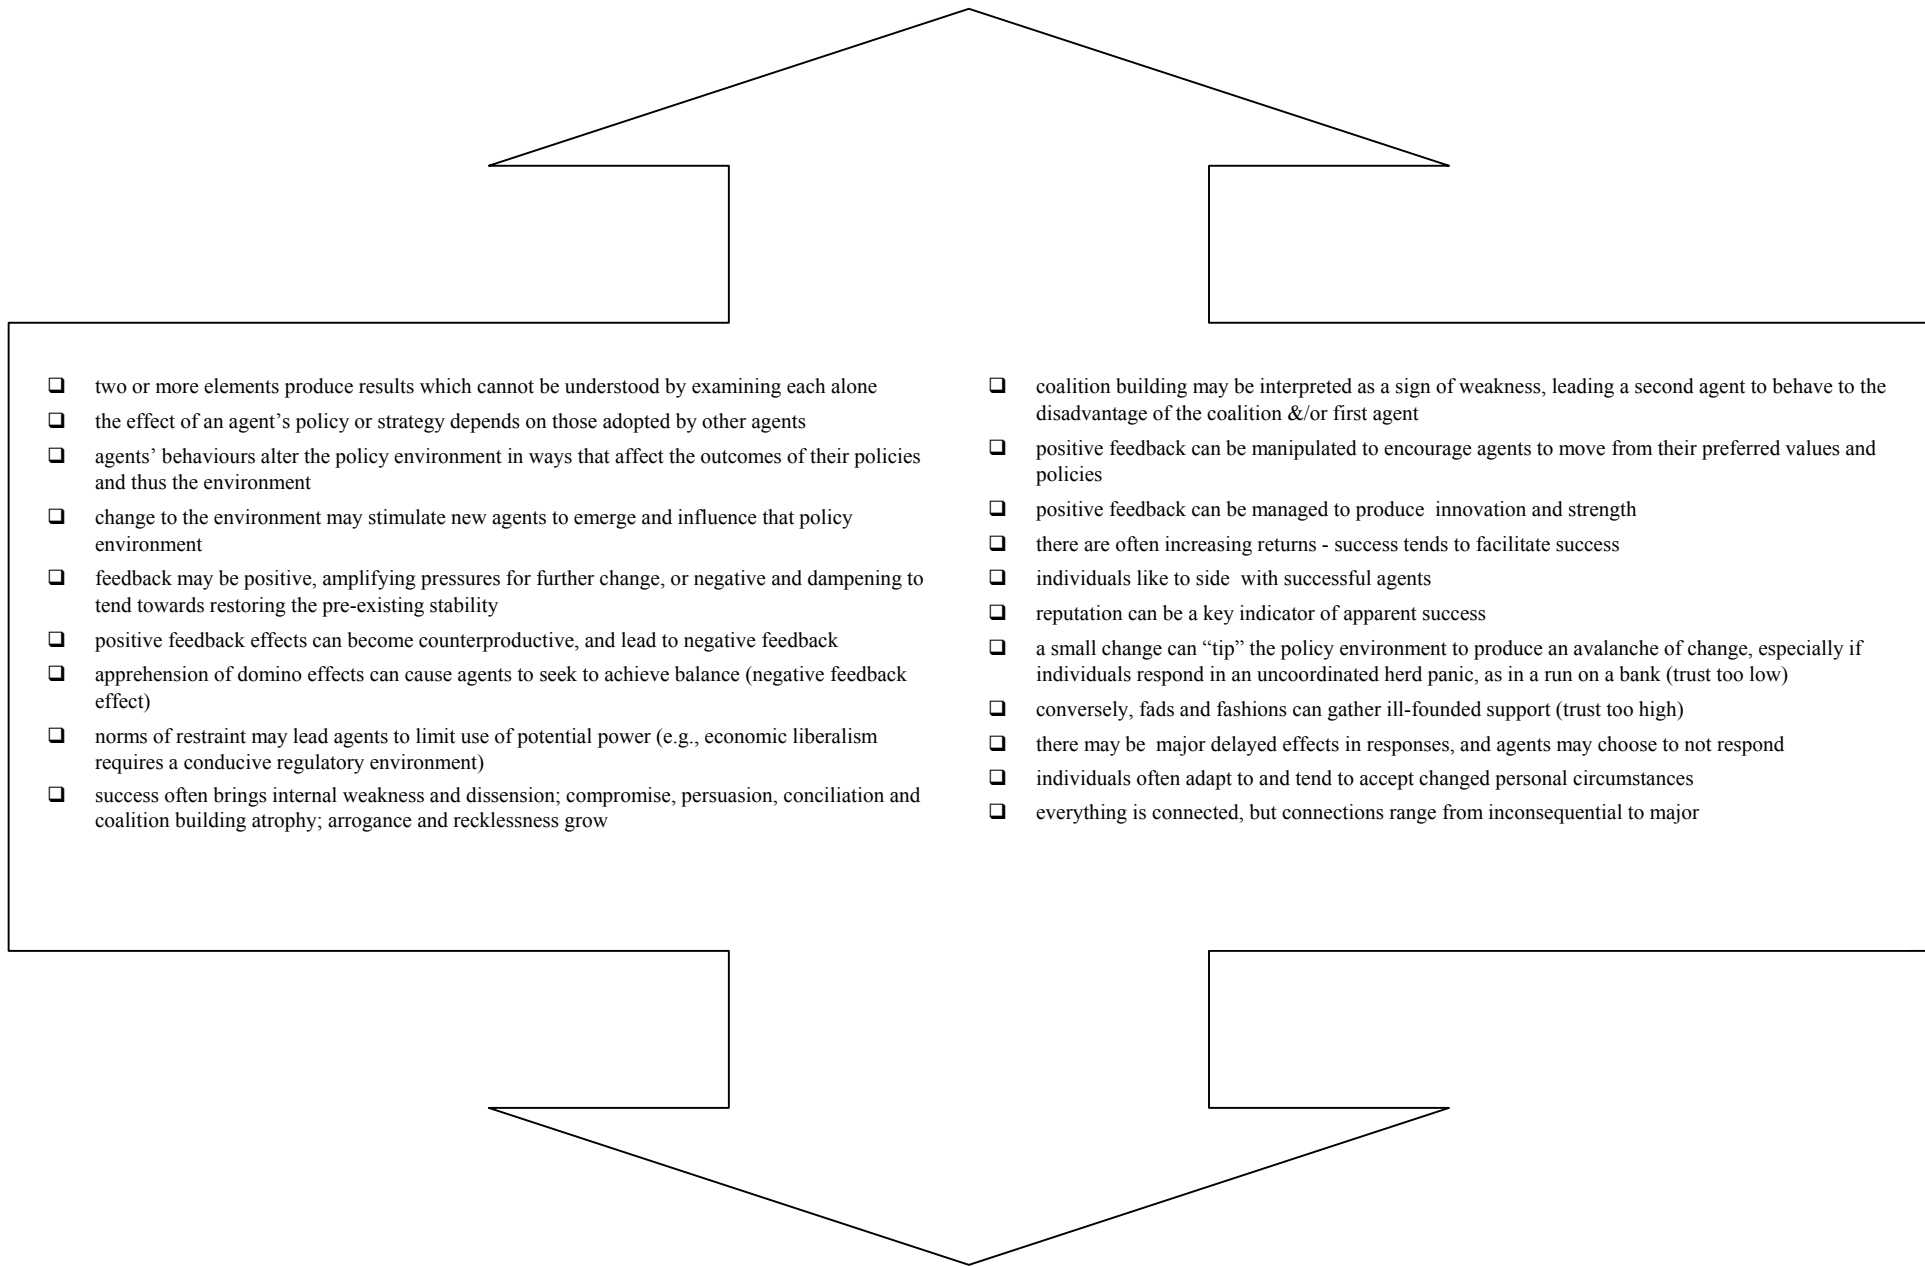 ❑ two or more elements produce results which cannot be understood by examining each alone
❑ the effect of an agent’s policy or strategy depends on those adopted by other agents
❑ agents’ behaviours alter the policy environment in ways that affect the outcomes of their policies
and thus the environment
❑ change to the environment may stimulate new agents to emerge and influence that policy
environment
❑ feedback may be positive, amplifying pressures for further change, or negative and dampening to
tend towards restoring the pre-existing stability
❑ positive feedback effects can become counterproductive, and lead to negative feedback
❑ apprehension of domino effects can cause agents to seek to achieve balance (negative feedback
effect)
❑ norms of restraint may lead agents to limit use of potential power (e.g., economic liberalism
requires a conducive regulatory environment)
❑ success often brings internal weakness and dissension; compromise, persuasion, conciliation and
coalition building atrophy; arrogance and recklessness grow
❑ coalition building may be interpreted as a sign of weakness, leading a second agent to behave to the
disadvantage of the coalition &/or first agent
❑ positive feedback can be manipulated to encourage agents to move from their preferred values and
policies
❑ positive feedback can be managed to produce innovation and strength
❑ there are often increasing returns - success tends to facilitate success
❑ individuals like to side with successful agents
❑ reputation can be a key indicator of apparent success
❑ a small change can “tip” the policy environment to produce an avalanche of change, especially if
individuals respond in an uncoordinated herd panic, as in a run on a bank (trust too low)
❑ conversely, fads and fashions can gather ill-founded support (trust too high)
❑ there may be major delayed effects in responses, and agents may choose to not respond
❑ individuals often adapt to and tend to accept changed personal circumstances
❑ everything is connected, but connections range from inconsequential to major